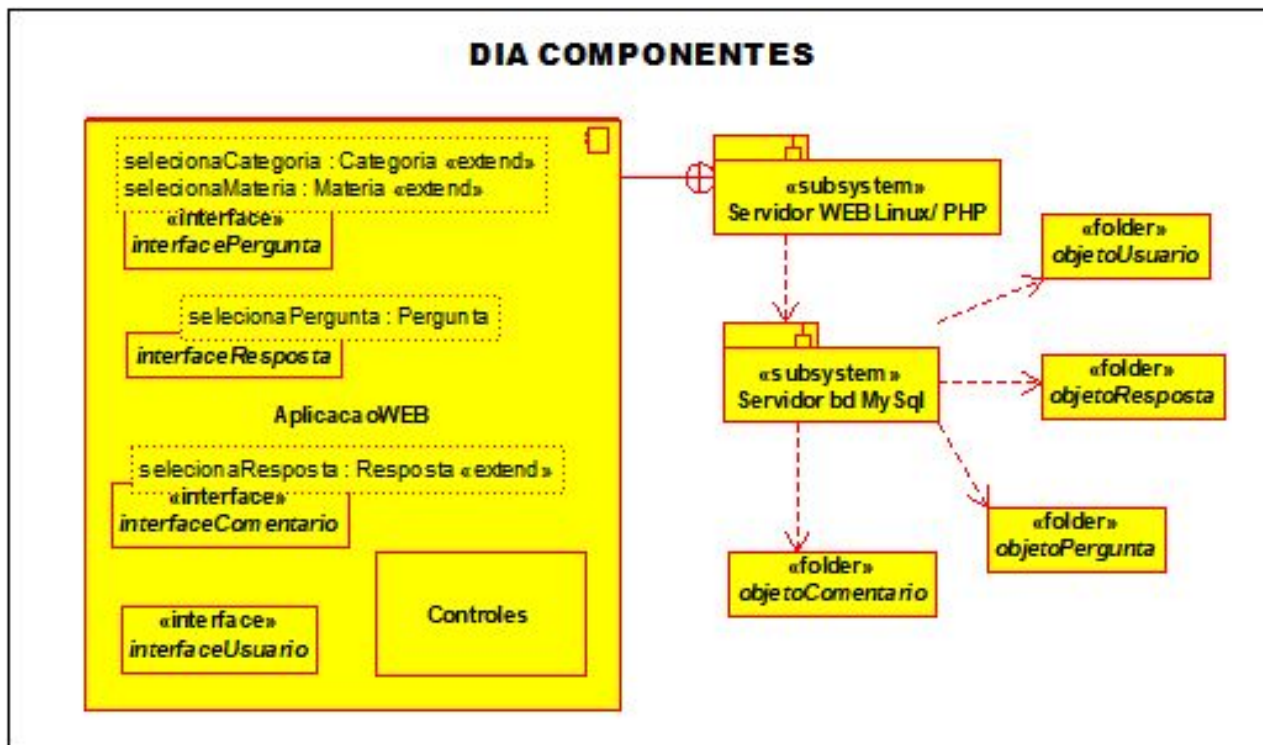 DIA COMPONENTES
selecionaCategoria : Categoria «extend»
selecionaMateria : Materia «extend»
«interface»
interfacePergunta
selecionaPergunta : Pergunta
interfaceResposta
AplicacaoWEB
selecionaResposta : Resposta «extend»
«interface»
interfaceComentario
«interface»
interfaceUsuario
Controles
«subsystem»
Servidor WEB Linux/ PHP
«subsystem»
Servidor bd MySql
«folder»
objetoUsuario
«folder»
objetoResposta
«folder»
objetoPergunta
«folder»
objetoComentario